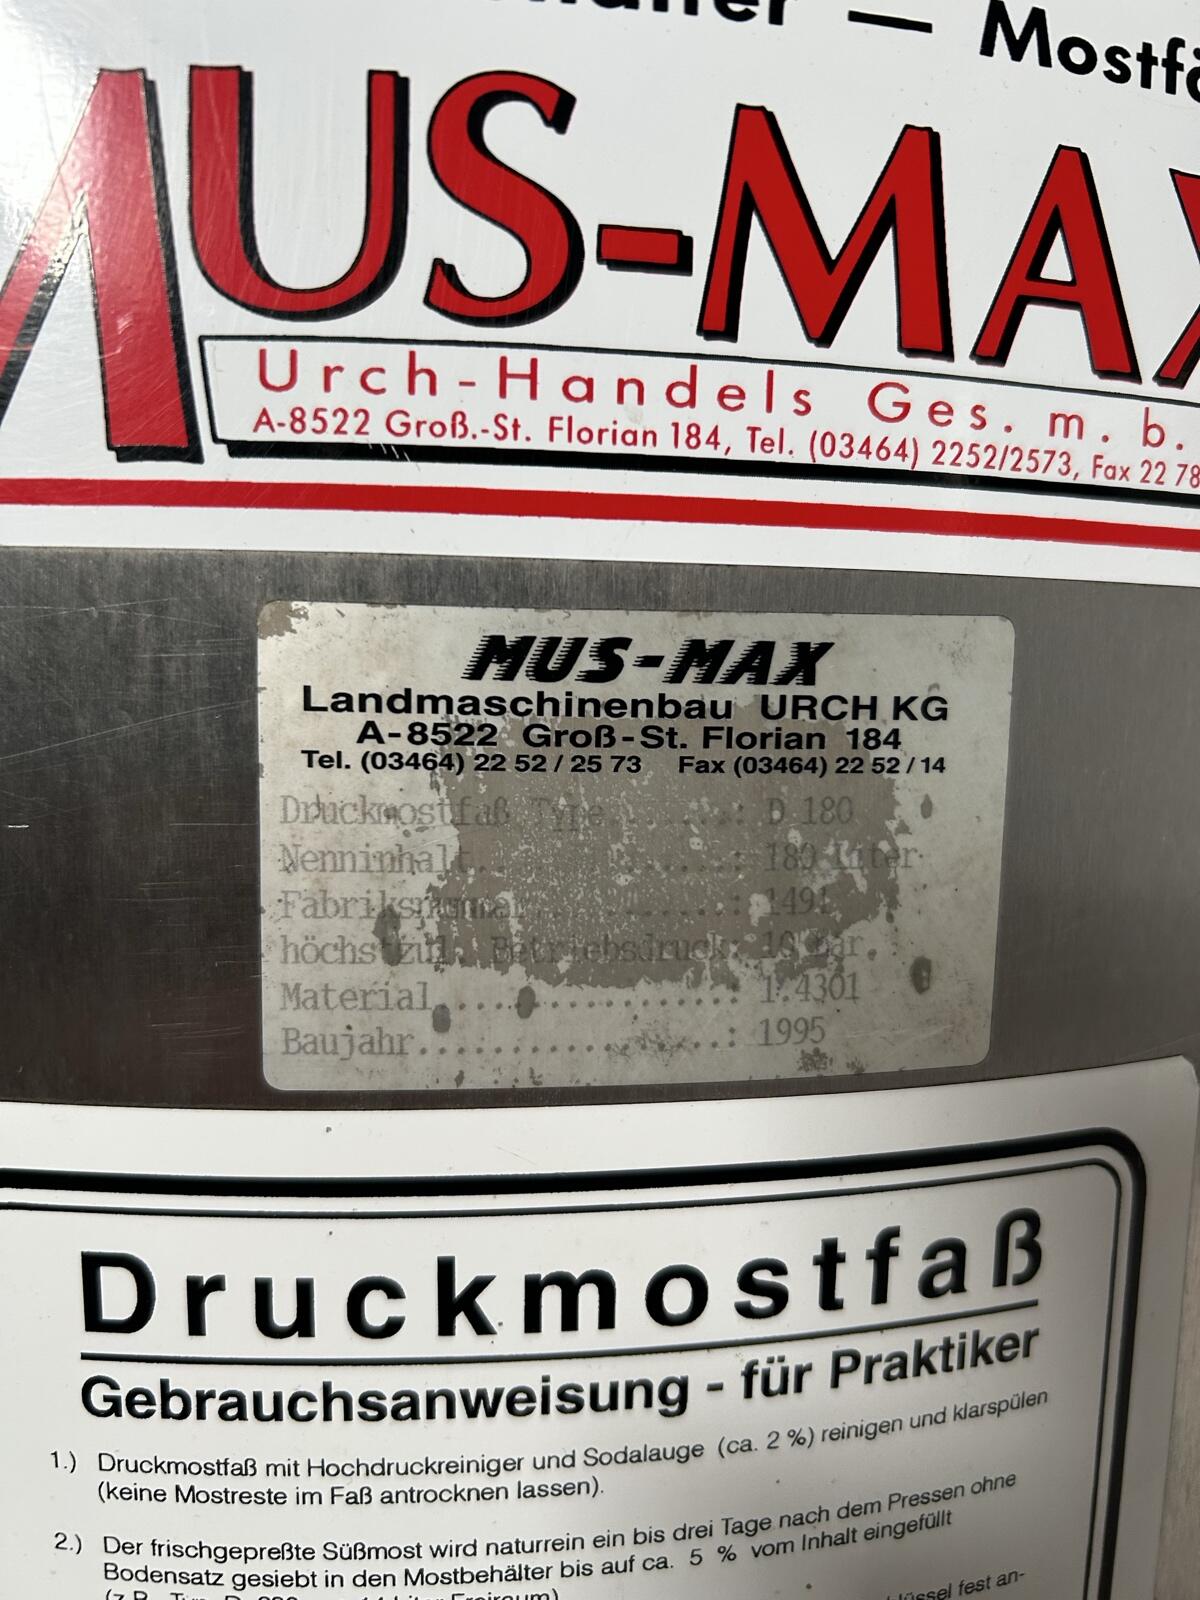 — Mostfä
MUS-MAX
Urch-Handels Ges. m. b.
A-8522 Groß.-St. Florian 184, Tel. (03464) 2252/2573, Fax 22 78
MUS-MAX
Landmaschinenbau URCH KG
A-8522 Groß-St. Florian 184
Tel. (03464) 22 52 / 25 73 Fax (03464) 22 52 / 14
Druckmostfaß Type.......: D 180
Nenninhalt..............: 180 Liter
Fabriksnummer...........: 1491
höchst zul. Betriebsdruck: 10 bar.
Material................: 1.4301
Baujahr.................: 1995
Druckmostfaß
Gebrauchsanweisung - für Praktiker
1.) Druckmostfaß mit Hochdruckreiniger und Sodalauge (ca. 2 %) reinigen und klarspülen
(keine Mostreste im Faß antrocknen lassen).
2.) Der frischgepreßte Süßmost wird naturrein ein bis drei Tage nach dem Pressen ohne
Bodensatz gesiebt in den Mostbehälter bis auf ca. 5 % vom Inhalt eingefüllt
fest an-